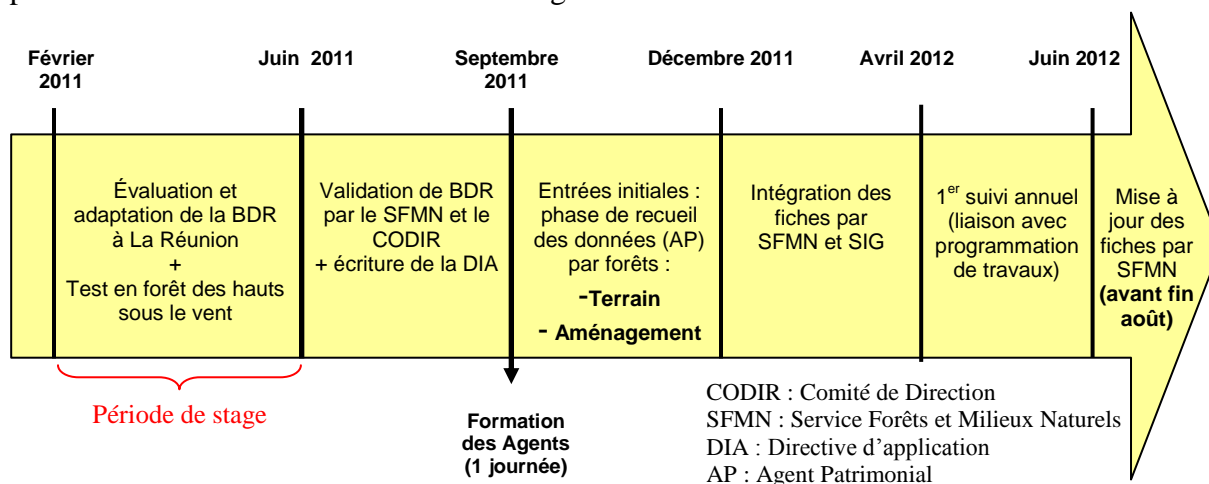 Février
2011
Juin 2011
Septembre
2011
Décembre 2011
Avril 2012
Juin 2012
Évaluation et
adaptation de la BDR
à La Réunion
+
Test en forêt des hauts
sous le vent
Validation de BDR
par le SFMN et le
CODIR
+ écriture de la DIA
Entrées initiales :
phase de recueil
des données (AP)
par forêts :
-Terrain
- Aménagement
Intégration des
fiches par
SFMN et SIG
1er suivi annuel
(liaison avec
programmation
de travaux)
Mise à
jour des
fiches par
SFMN
(avant fin
août)
Période de stage
Formation
des Agents
(1 journée)
CODIR : Comité de Direction
SFMN : Service Forêts et Milieux Naturels
DIA : Directive d'application
AP : Agent Patrimonial